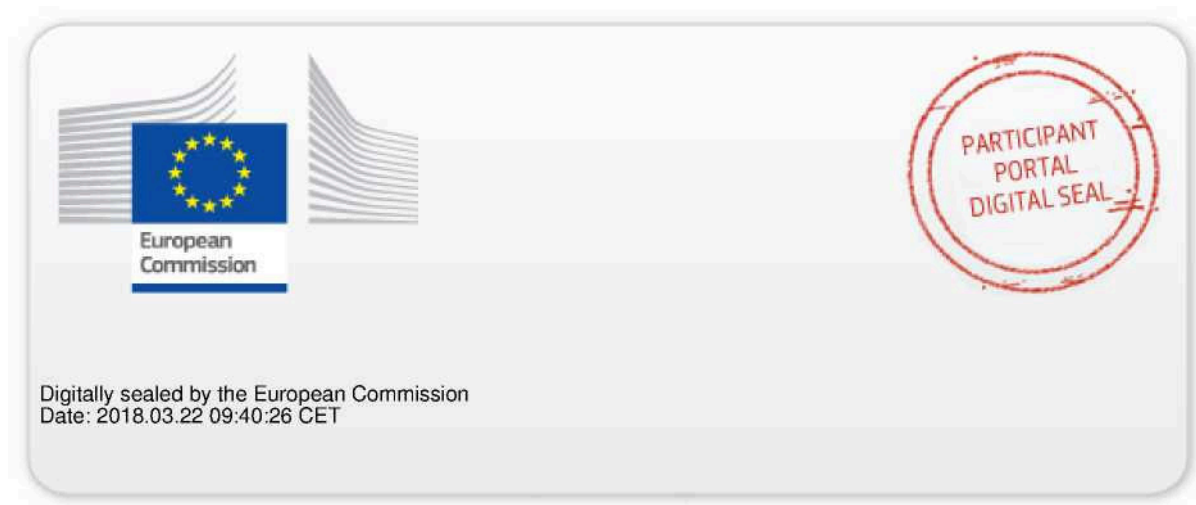 European
Commission
PARTICIPANT
PORTAL
DIGITAL SEAL
Digitally sealed by the European Commission
Date: 2018.03.22 09:40:26 CET